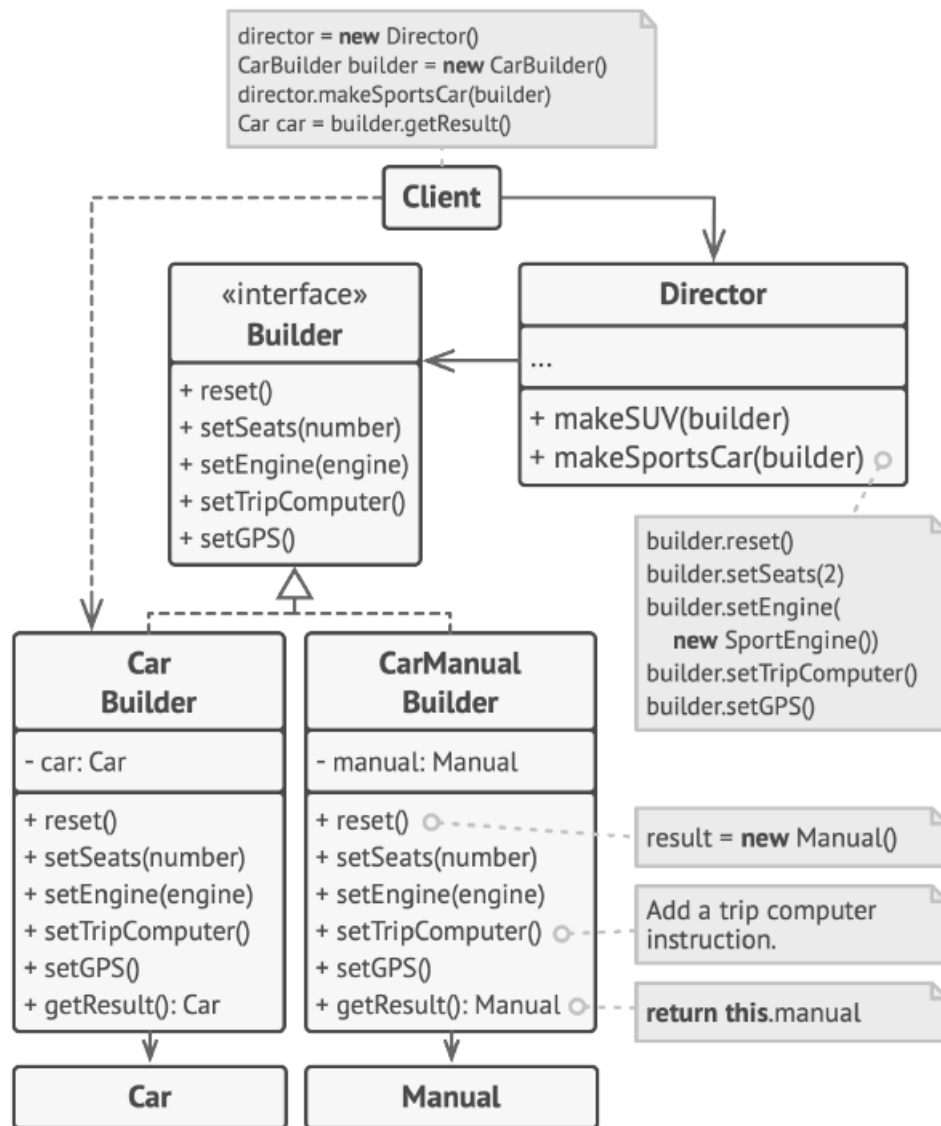 director = new Director()
CarBuilder builder = new CarBuilder()
director.makeSportsCar(builder)
Car car = builder.getResult()
Client
«interface»
Builder
+ reset()
+ setSeats(number)
+ setEngine(engine)
+ setTripComputer()
+ setGPS()
Director
...
+ makeSUV(builder)
+ makeSportsCar(builder)
builder.reset()
builder.setSeats(2)
builder.setEngine(
new SportEngine())
builder.setTripComputer()
builder.setGPS()
Car
Builder
- car: Car
+ reset()
+ setSeats(number)
+ setEngine(engine)
+ setTripComputer()
+ setGPS()
+ getResult(): Car
CarManual
Builder
- manual: Manual
+ reset()
+ setSeats(number)
+ setEngine(engine)
+ setTripComputer()
+ setGPS()
+ getResult(): Manual
result = new Manual()
Add a trip computer
instruction.
return this.manual
Car
Manual